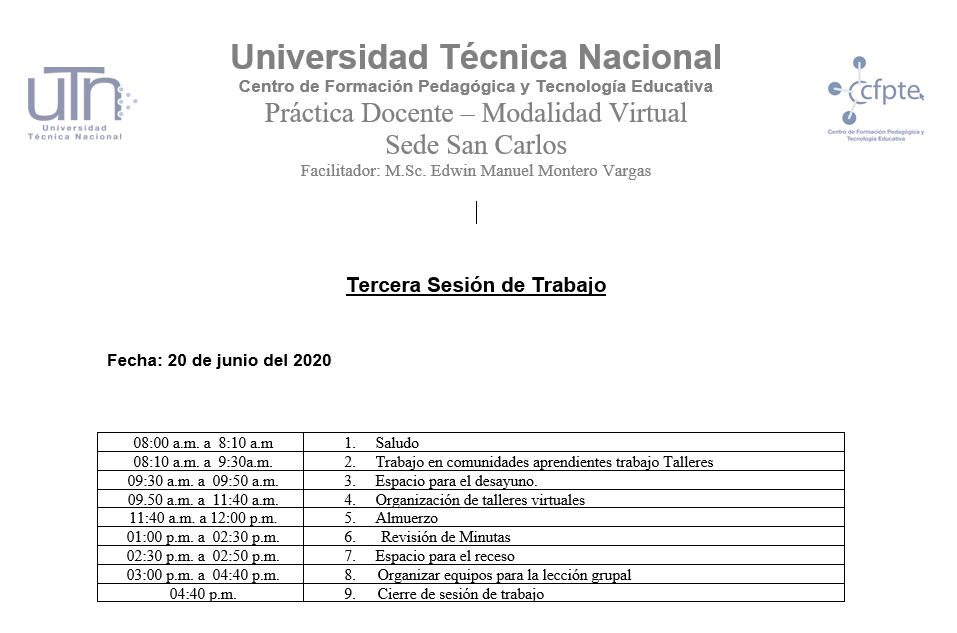 Universidad Técnica Nacional
Centro de Formación Pedagógica y Tecnología Educativa
Práctica Docente – Modalidad Virtual
Sede San Carlos
Facilitador: M.Sc. Edwin Manuel Montero Vargas
UTN
Universidad
Técnica Nacional
cfpte
Centro de Formación Pedagógica y
Tecnología Educativa
Tercera Sesión de Trabajo
Fecha: 20 de junio del 2020
08:00 a.m. a 8:10 a.m 1. Saludo
08:10 a.m. a 9:30a.m. 2. Trabajo en comunidades aprendientes trabajo Talleres
09:30 a.m. a 09:50 a.m. 3. Espacio para el desayuno.
09.50 a.m. a 11:40 a.m. 4. Organización de talleres virtuales
11:40 a.m. a 12:00 p.m. 5. Almuerzo
01:00 p.m. a 02:30 p.m. 6. Revisión de Minutas
02:30 p.m. a 02:50 p.m. 7. Espacio para el receso
03:00 p.m. a 04:40 p.m. 8. Organizar equipos para la lección grupal
04:40 p.m. 9. Cierre de sesión de trabajo